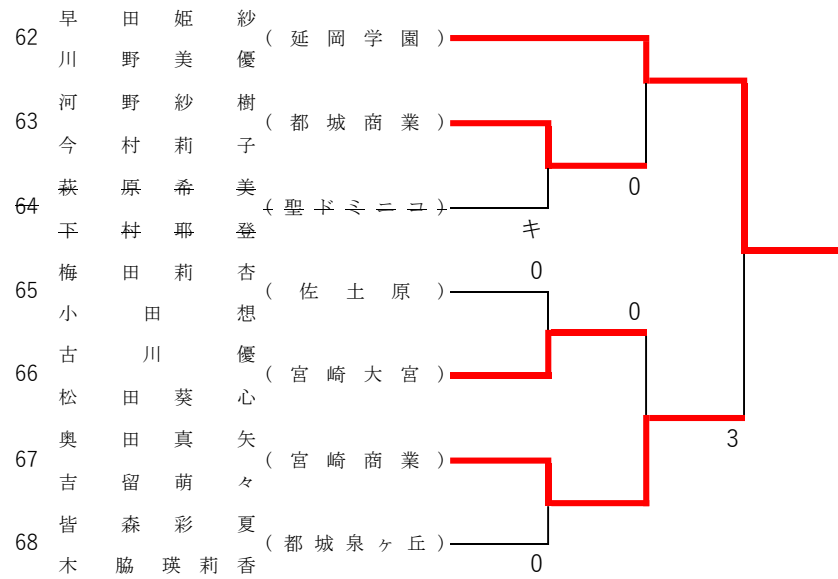 早田姫紗
62 (延岡学園)
川野美優
河野紗樹
63 (都城商業)
今村莉子
萩原希美
64 (聖ドミニコ)
0
下村耶登
キ
梅田莉杏
0
65 (佐土原)
小田想
0
古川優
66 (宮崎大宮)
松田葵心
奥田真矢
3
67 (宮崎商業)
吉留萌々
皆森彩夏
68 (都城泉ヶ丘)
木脇瑛莉香
0